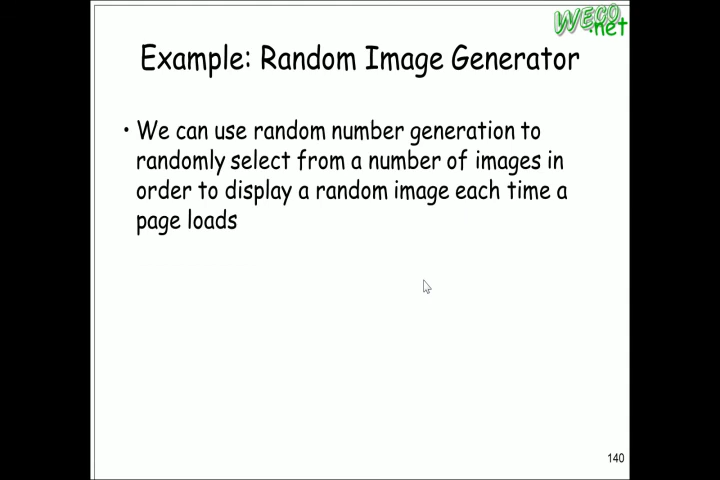 WECO
.net
Example: Random Image Generator
• We can use random number generation to
randomly select from a number of images in
order to display a random image each time a
page loads
140